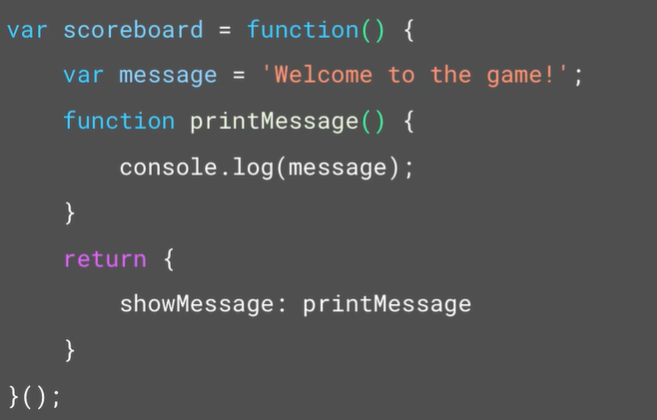 var scoreboard = function() {
    var message = 'Welcome to the game!';
    function printMessage() {
        console.log(message);
    }
    return {
        showMessage: printMessage
    }
}();